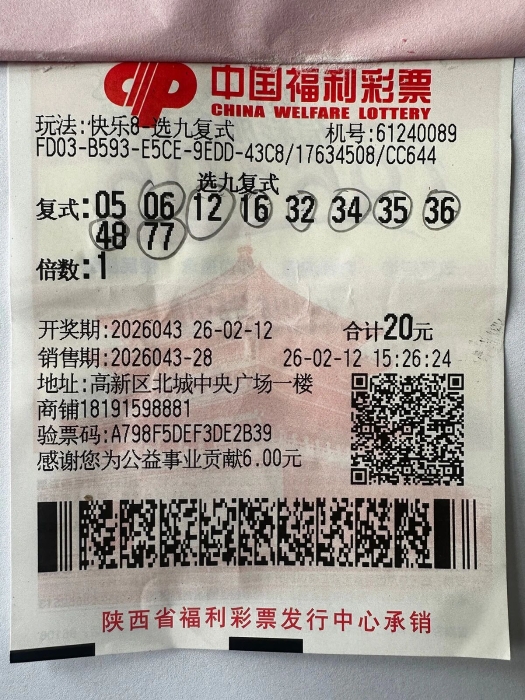 中国福利彩票
CHINA WELFARE LOTTERY
玩法:快乐8-选九复式 机号:61240089
FD03-B593-E5CE-9EDD-43C8/17634508/CC644
选九复式
复式:05 06 12 16 32 34 35 36
48 77
倍数:1
开奖期:2026043 26-02-12 合计20元
销售期:2026043-28 26-02-12 15:26:24
地址:高新区北城中央广场一楼
商铺18191598881
验票码:A798F5DEF3DE2B39
感谢您为公益事业贡献6.00元
陕西省福利彩票发行中心承销